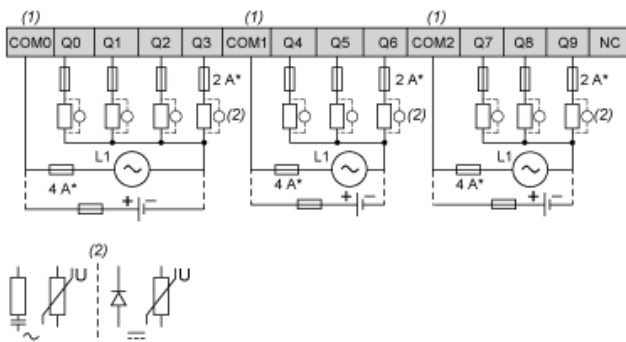 (1) (1) (1)
COM0 Q0 Q1 Q2 Q3 COM1 Q4 Q5 Q6 COM2 Q7 Q8 Q9 NC
2 A* 2 A* 2 A*
(2) (2) (2)
L1 L1 L1
4 A* 4 A* 4 A*
+ − + − + −
(2)
U U